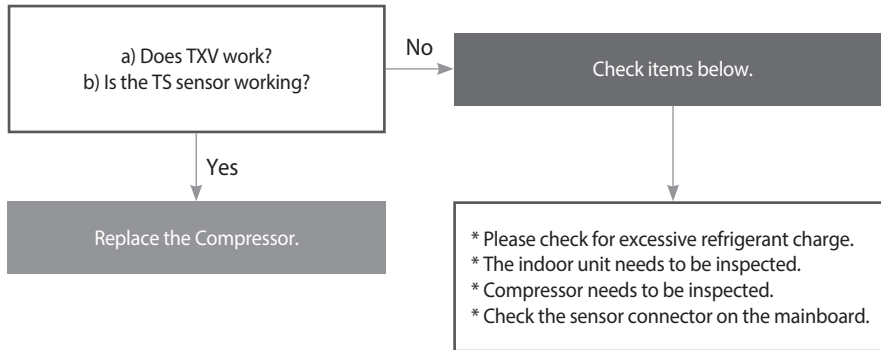 a) Does TXV work?
b) Is the TS sensor working?
No
Check items below.
Yes
Replace the Compressor.
* Please check for excessive refrigerant charge.
* The indoor unit needs to be inspected.
* Compressor needs to be inspected.
* Check the sensor connector on the mainboard.